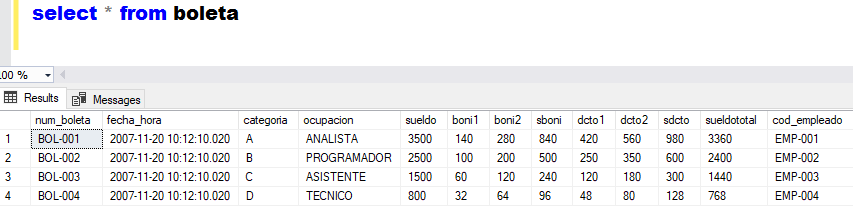 select * from boleta
.00 %
Results Messages
num_boleta fecha_hora categoria ocupacion sueldo boni1 boni2 sboni dcto1 dcto2 sdcto sueldototal cod_empleado
1 BOL-001 2007-11-20 10:12:10.020 A ANALISTA 3500 140 280 840 420 560 980 3360 EMP-001
2 BOL-002 2007-11-20 10:12:10.020 B PROGRAMADOR 2500 100 200 500 250 350 600 2400 EMP-002
3 BOL-003 2007-11-20 10:12:10.020 C ASISTENTE 1500 60 120 240 120 180 300 1440 EMP-003
4 BOL-004 2007-11-20 10:12:10.020 D TECNICO 800 32 64 96 48 80 128 768 EMP-004